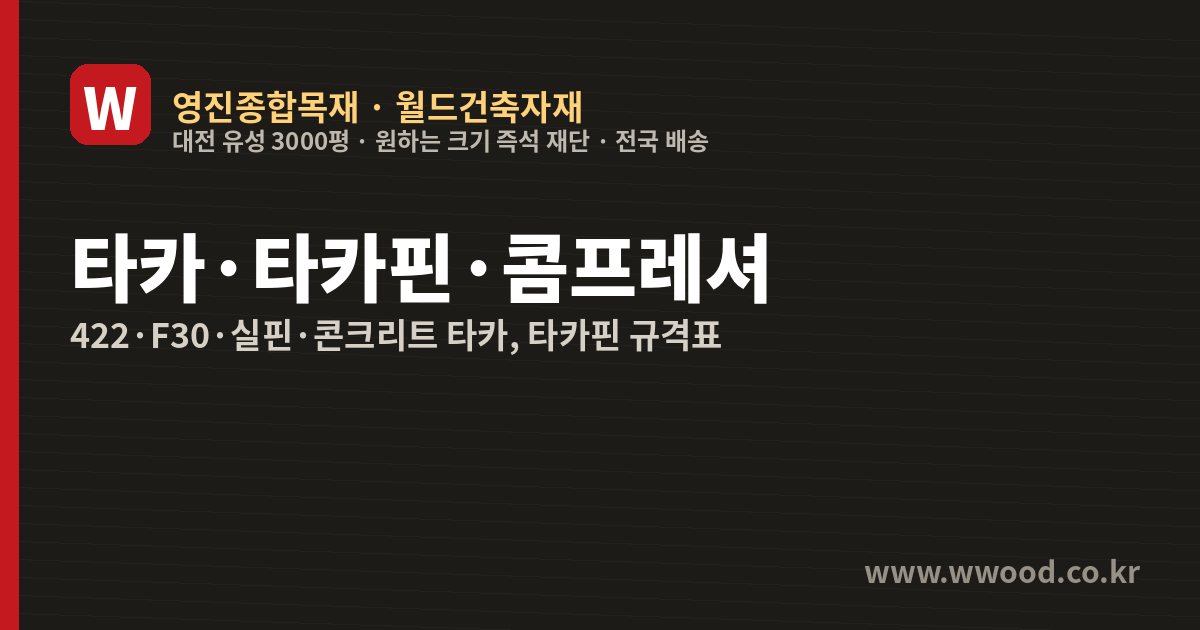 W
영진종합목재 · 월드건축자재
대전 유성 3000평 · 원하는 크기 즉석 재단 · 전국 배송
타카·타카핀·콤프레셔
422·F30·실핀·콘크리트 타카, 타카핀 규격표
www.wwood.co.kr